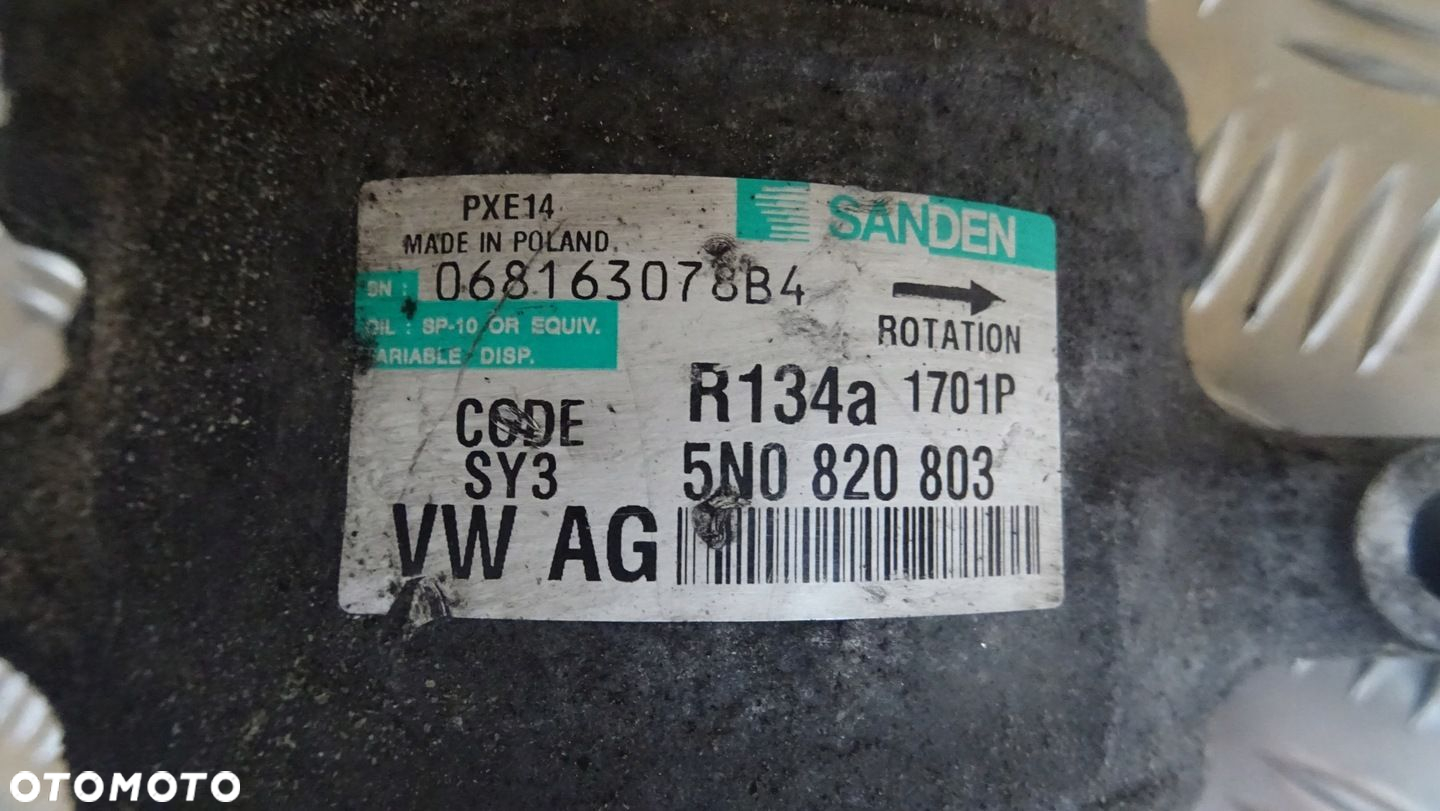 PXE14
SANDEN
MADE IN POLAND
SN : 068163078B4
ROTATION
OIL : SP-10 OR EQUIV.
VARIABLE DISP.
R134a 1701P
CODE
SY3
5N0 820 803
VW AG
OTOMOTO